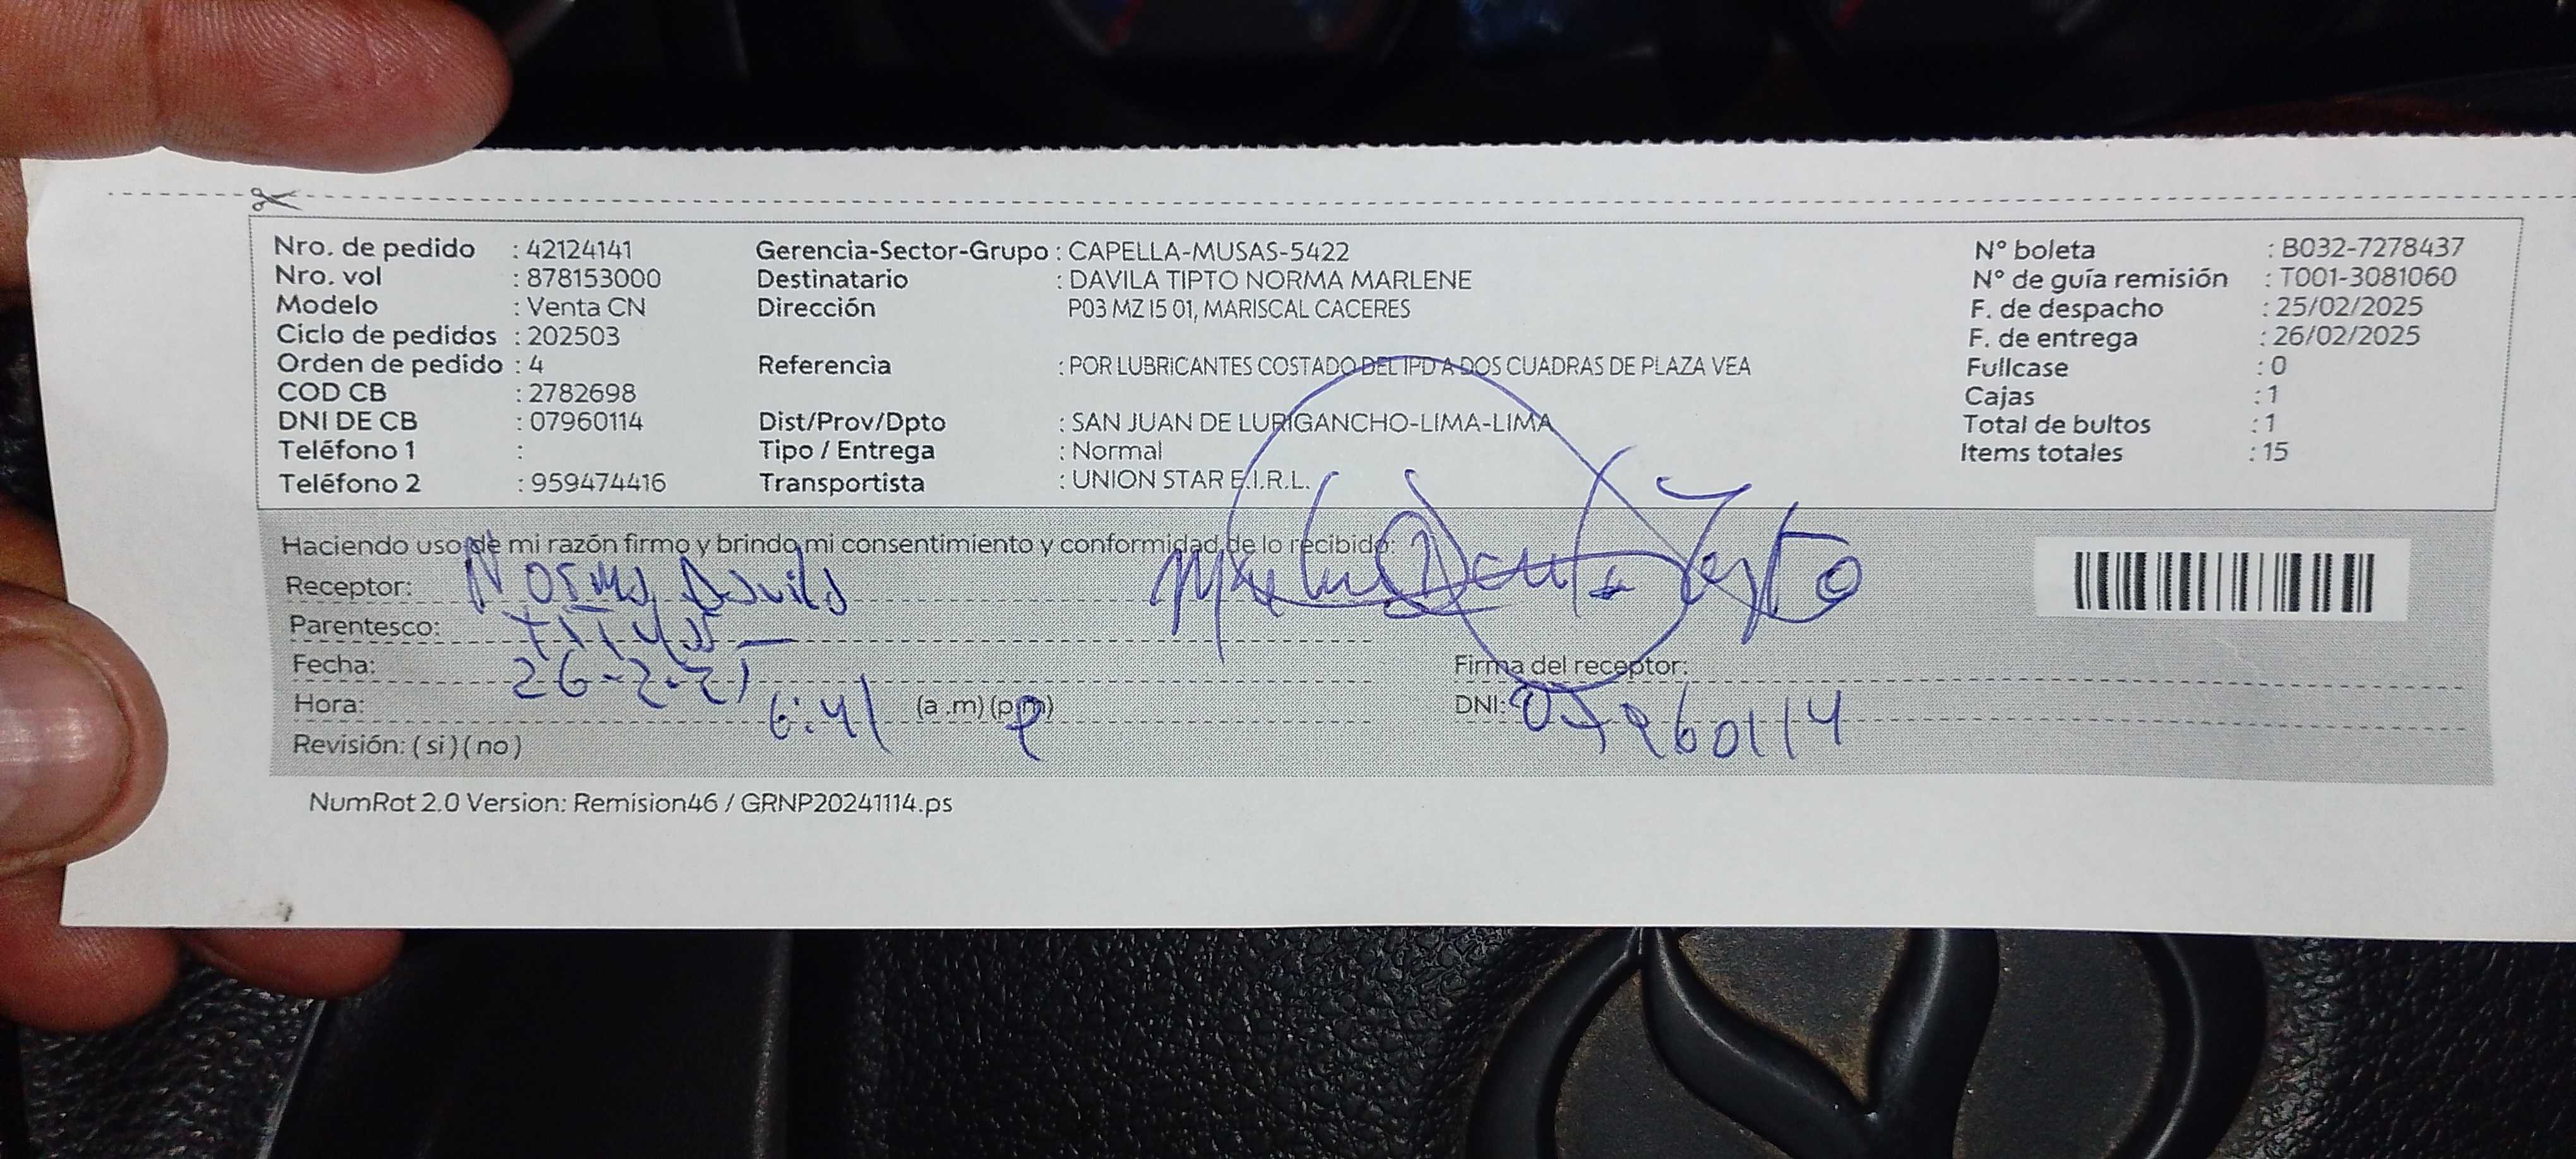 Nro. de pedido : 42124141 Gerencia-Sector-Grupo : CAPELLA-MUSAS-5422 N° boleta : B032-7278437
Nro. vol : 878153000 Destinatario : DAVILA TIPTO NORMA MARLENE N° de guía remisión : T001-3081060
Modelo : Venta CN Dirección P03 MZ I5 01, MARISCAL CACERES F. de despacho : 25/02/2025
Ciclo de pedidos : 202503 F. de entrega : 26/02/2025
Orden de pedido : 4 Referencia : POR LUBRICANTES COSTADO DEL IPD A DOS CUADRAS DE PLAZA VEA Fullcase : 0
COD CB : 2782698 Cajas : 1
DNI DE CB : 07960114 Dist/Prov/Dpto : SAN JUAN DE LURIGANCHO-LIMA-LIMA Total de bultos : 1
Teléfono 1 : Tipo / Entrega : Normal Items totales : 15
Teléfono 2 : 959474416 Transportista : UNION STAR E.I.R.L.
Haciendo uso de mi razón firmo y brindo mi consentimiento y conformidad de lo recibido:
Receptor: Norma Davila
Parentesco:
Fecha: 26-2-25 Firma del receptor:
Hora: 6:41 (a .m) (p.m) DNI: 07960114
Revisión: ( si ) ( no )
NumRot 2.0 Version: Remision46 / GRNP20241114.ps